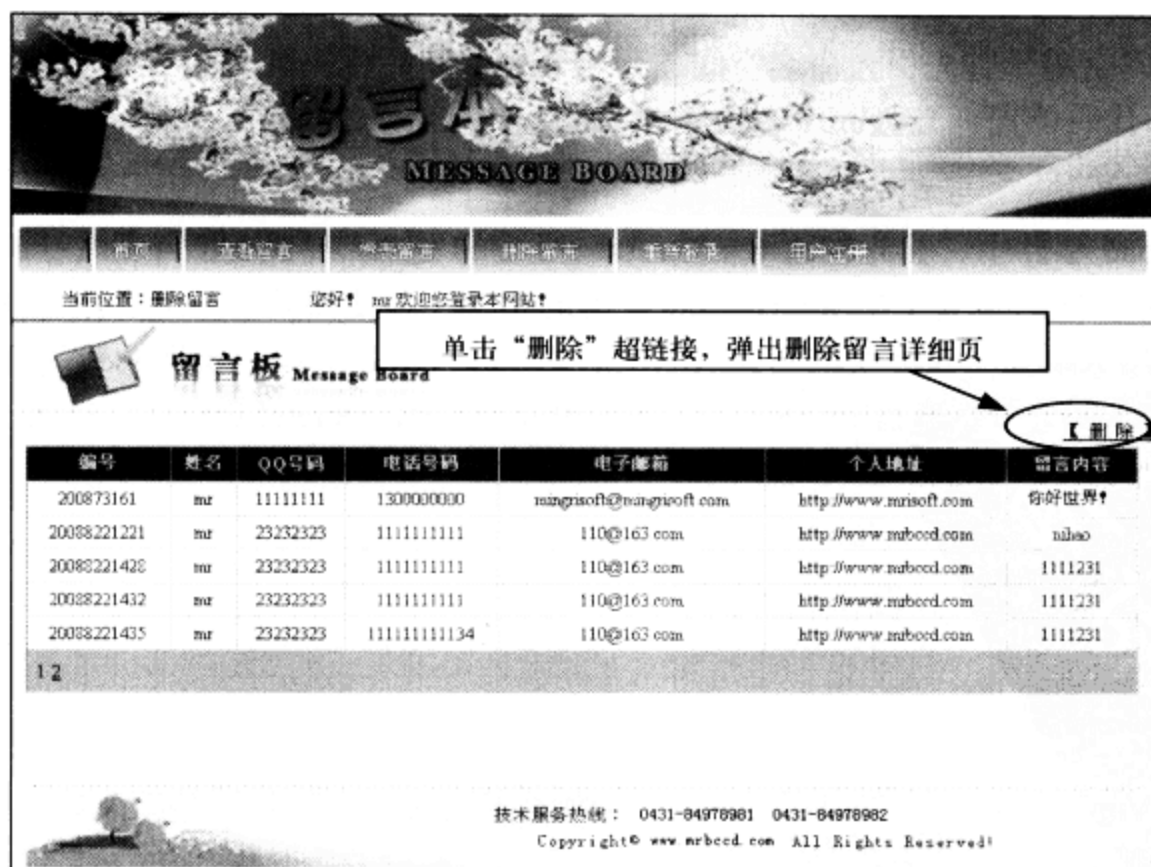 留言本
MESSAGE BOARD
首页 查看留言 发表留言 删除留言 重新登录 用户注册
当前位置：删除留言 您好！ mr 欢迎您登录本网站！
单击“删除”超链接，弹出删除留言详细页
留言板 Message Board
【 删 除
编号 姓名 QQ号码 电话号码 电子邮箱 个人地址 留言内容
200873161 mr 11111111 1300000000 mingrisoft@mingrisoft.com http://www.mrisoft.com 你好世界！
20088221221 mr 23232323 1111111111 110@163.com http://www.mrbccd.com nihao
20088221428 mr 23232323 1111111111 110@163.com http://www.mrbccd.com 1111231
20088221432 mr 23232323 1111111111 110@163.com http://www.mrbccd.com 1111231
20088221435 mr 23232323 111111111134 110@163.com http://www.mrbccd.com 1111231
1 2
技术服务热线： 0431-84978981 0431-84978982
Copyright© www.mrbccd.com All Rights Reserved!